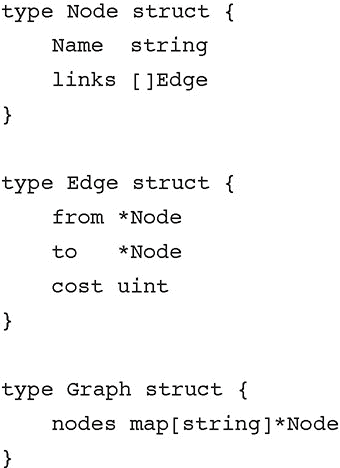 type Node struct {
    Name  string
    links []Edge
}

type Edge struct {
    from *Node
    to   *Node
    cost uint
}

type Graph struct {
    nodes map[string]*Node
}